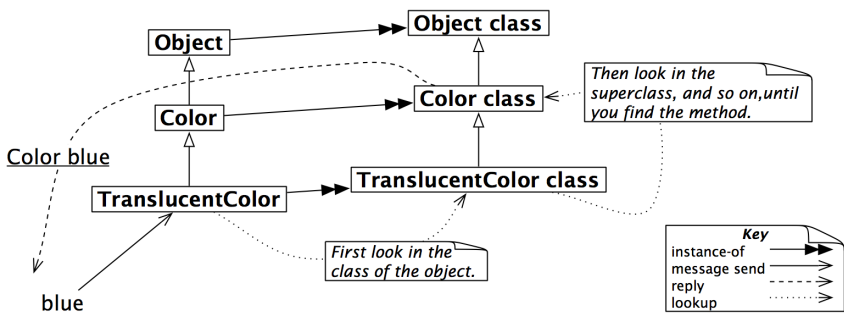 Object class
Object
Color class
Color
Then look in the
superclass, and so on,until
you find the method.
Color blue
TranslucentColor class
TranslucentColor
First look in the
class of the object.
blue
Key
instance-of
message send
reply
lookup